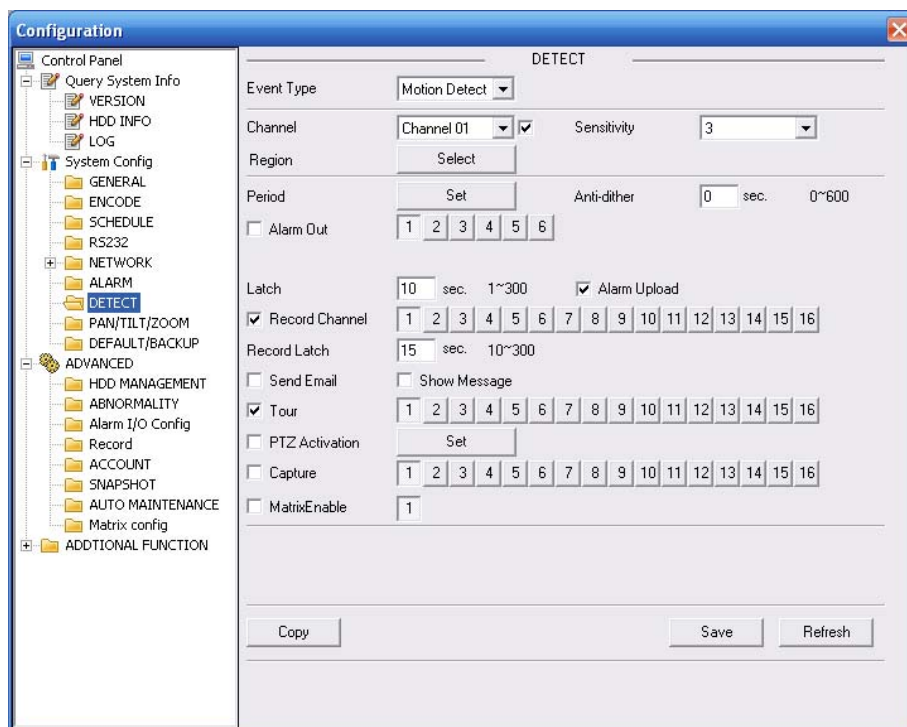 Configuration
Control Panel
Query System Info
VERSION
HDD INFO
LOG
System Config
GENERAL
ENCODE
SCHEDULE
RS232
NETWORK
ALARM
DETECT
PAN/TILT/ZOOM
DEFAULT/BACKUP
ADVANCED
HDD MANAGEMENT
ABNORMALITY
Alarm I/O Config
Record
ACCOUNT
SNAPSHOT
AUTO MAINTENANCE
Matrix config
ADDTIONAL FUNCTION
DETECT
Event Type Motion Detect
Channel Channel 01 Sensitivity 3
Region Select
Period Set Anti-dither 0 sec. 0~600
Alarm Out 1 2 3 4 5 6
Latch 10 sec. 1~300 Alarm Upload
Record Channel 1 2 3 4 5 6 7 8 9 10 11 12 13 14 15 16
Record Latch 15 sec. 10~300
Send Email Show Message
Tour 1 2 3 4 5 6 7 8 9 10 11 12 13 14 15 16
PTZ Activation Set
Capture 1 2 3 4 5 6 7 8 9 10 11 12 13 14 15 16
MatrixEnable 1
Copy Save Refresh